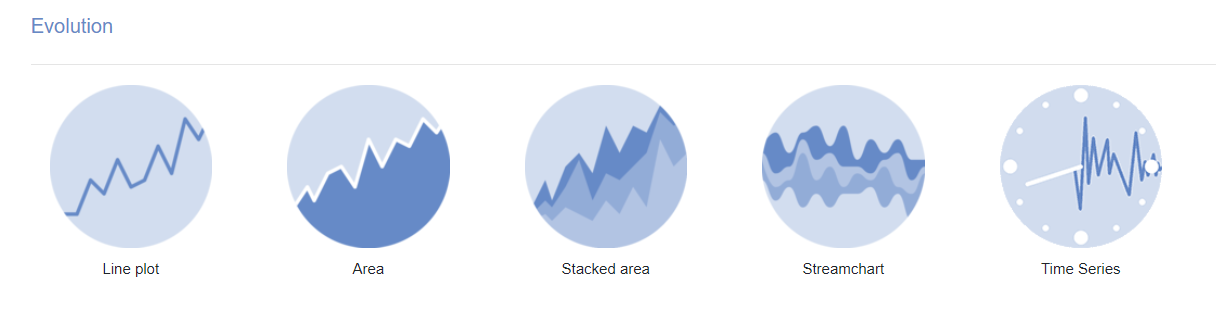 Evolution
Line plot
Area
Stacked area
Streamchart
Time Series